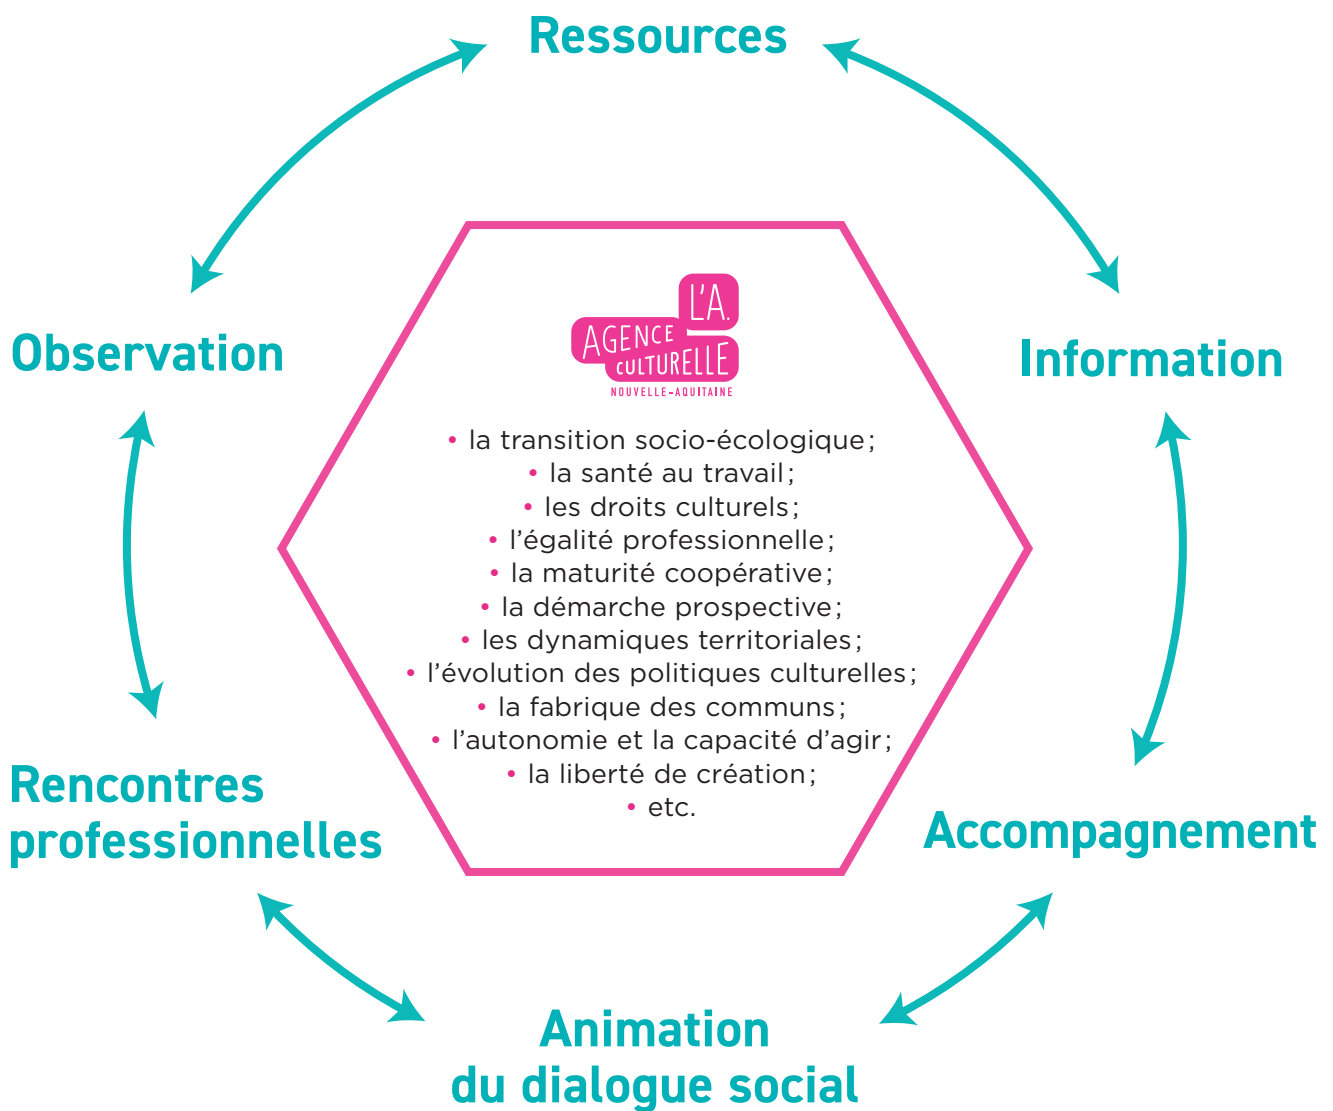 Ressources
Observation
Information
L'A.
AGENCE
CULTURELLE
NOUVELLE-AQUITAINE
• la transition socio-écologique ;
• la santé au travail ;
• les droits culturels ;
• l’égalité professionnelle ;
• la maturité coopérative ;
• la démarche prospective ;
• les dynamiques territoriales ;
• l’évolution des politiques culturelles ;
• la fabrique des communs ;
• l’autonomie et la capacité d’agir ;
• la liberté de création ;
• etc.
Rencontres
professionnelles
Accompagnement
Animation
du dialogue social